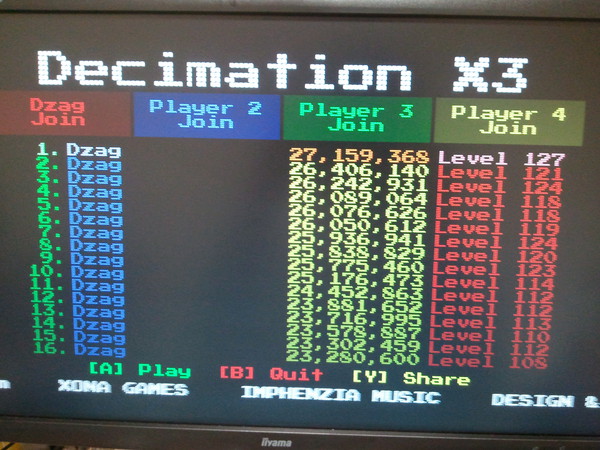 Decimation X3
Dzag Join Player 2 Join Player 3 Join Player 4 Join
1. Dzag 27,159,368 Level 127
2. Dzag 26,406,140 Level 121
3. Dzag 26,242,931 Level 124
4. Dzag 26,089,064 Level 118
5. Dzag 26,076,626 Level 118
6. Dzag 26,050,612 Level 119
7. Dzag 25,936,941 Level 124
8. Dzag 25,838,829 Level 120
9. Dzag 25,775,460 Level 123
10. Dzag 25,176,473 Level 114
11. Dzag 24,452,863 Level 112
12. Dzag 23,881,652 Level 112
13. Dzag 23,716,995 Level 113
14. Dzag 23,578,887 Level 110
15. Dzag 23,302,459 Level 112
16. Dzag 23,280,600 Level 108
[A] Play [B] Quit [Y] Share
XONA GAMES IMPHENZIA MUSIC DESIGN &
iiyama